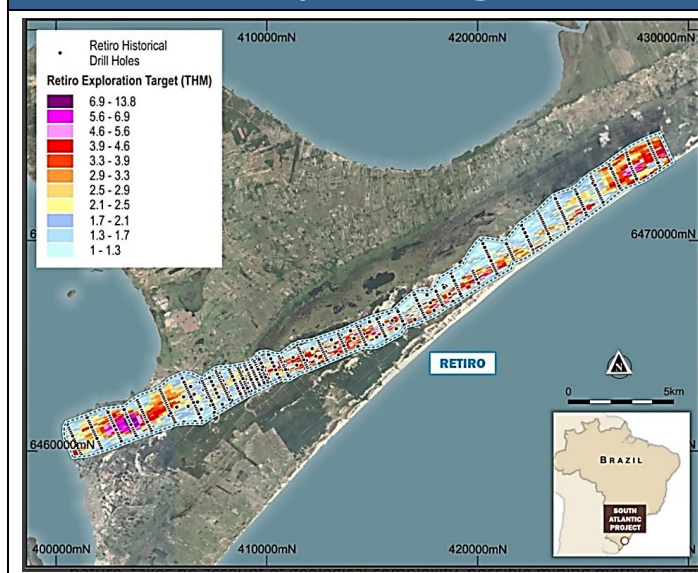 Retiro Historical
Drill Holes
Retiro Exploration Target (THM)
6.9 - 13.8
5.6 - 6.9
4.6 - 5.6
3.9 - 4.6
3.3 - 3.9
2.9 - 3.3
2.5 - 2.9
2.1 - 2.5
1.7 - 2.1
1.3 - 1.7
1 - 1.3
410000mN
420000mN
430000mN
6470000mN
6460000mN
RETIRO
N
0
5km
BRAZIL
SOUTH
ATLANTIC
PROJECT
400000mN
410000mN
420000mN